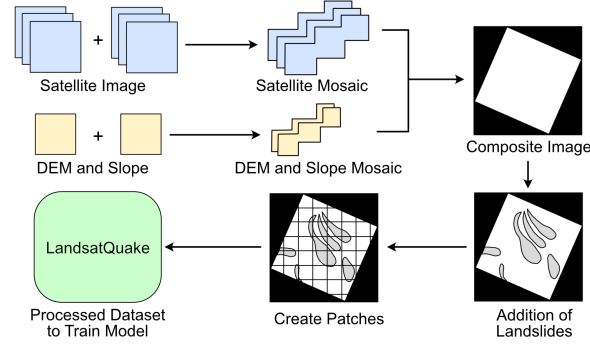 +
Satellite Image
Satellite Mosaic
+
DEM and Slope
DEM and Slope Mosaic
Composite Image
LandsatQuake
Processed Dataset
to Train Model
Create Patches
Addition of
Landslides